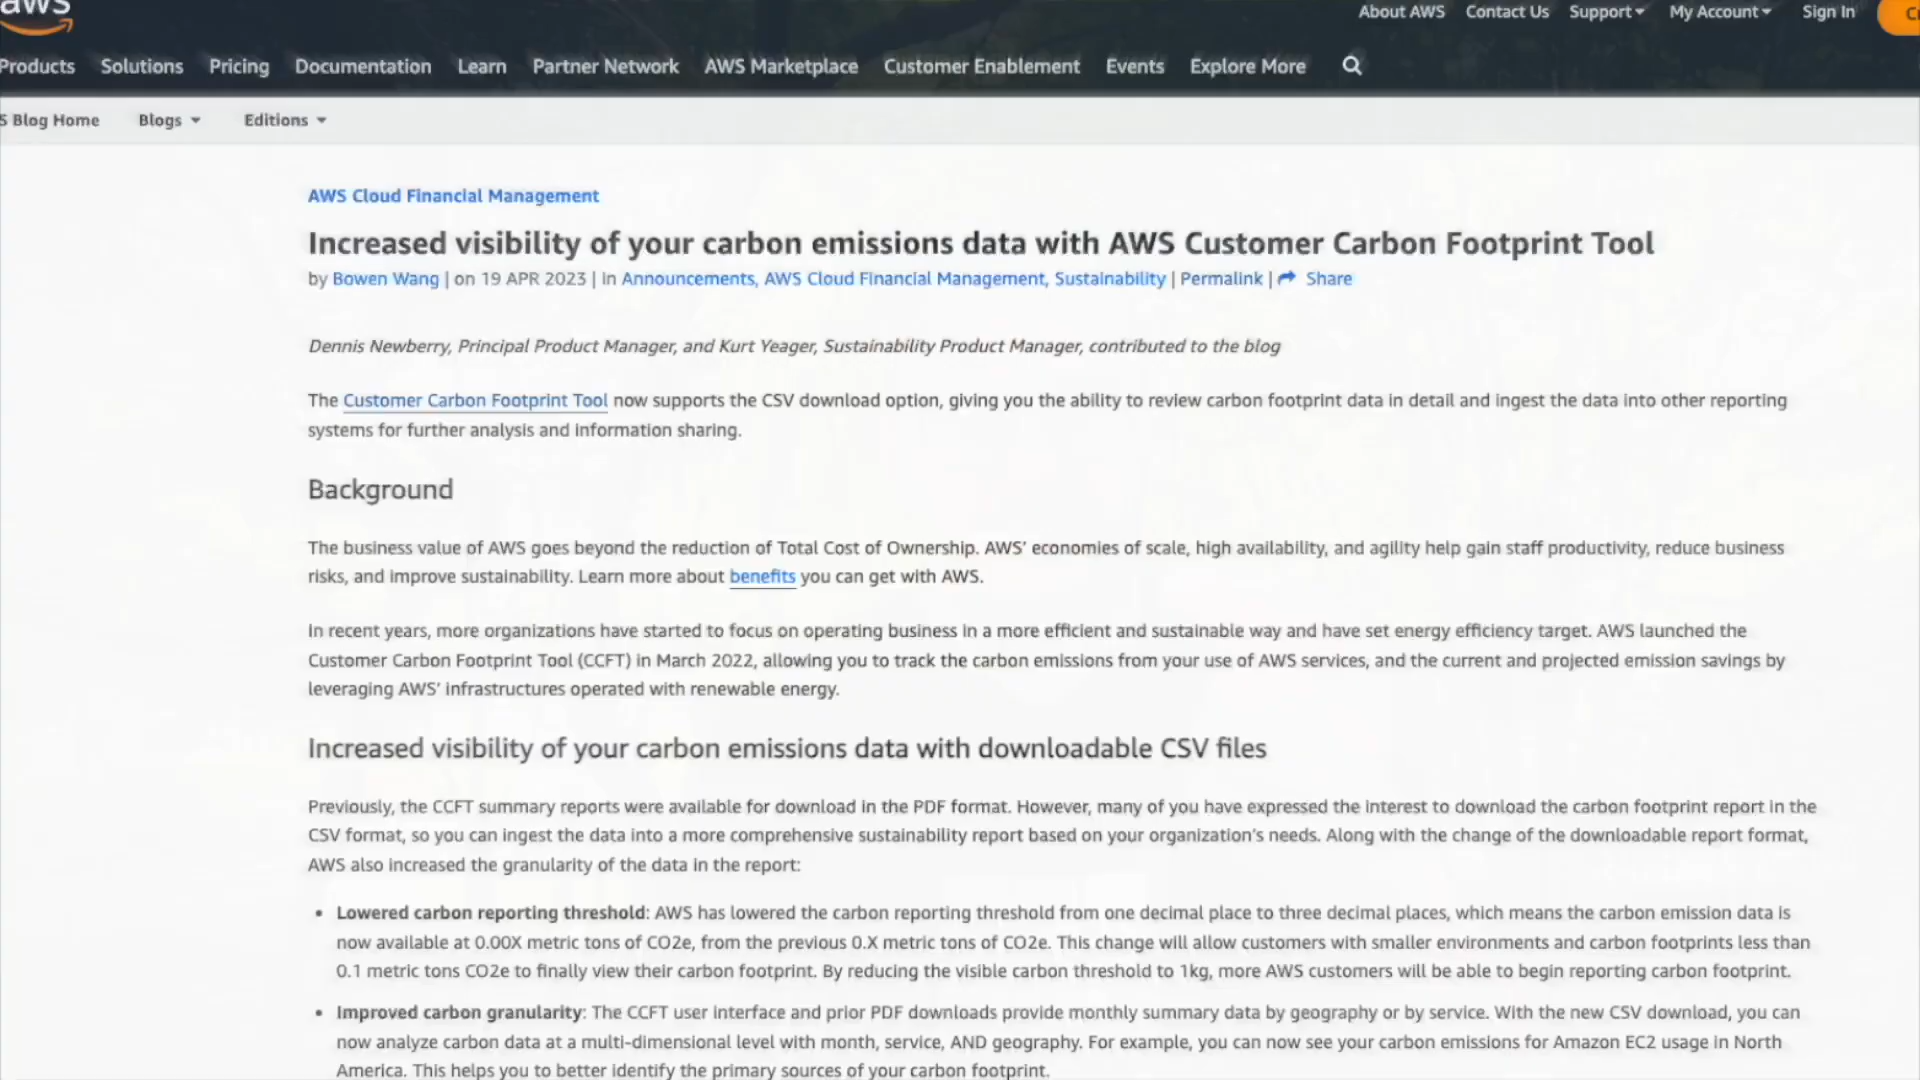 aws
About AWS Contact Us Support My Account Sign In
Products Solutions Pricing Documentation Learn Partner Network AWS Marketplace Customer Enablement Events Explore More
S Blog Home Blogs Editions
AWS Cloud Financial Management
Increased visibility of your carbon emissions data with AWS Customer Carbon Footprint Tool
by Bowen Wang | on 19 APR 2023 | in Announcements, AWS Cloud Financial Management, Sustainability | Permalink | Share
Dennis Newberry, Principal Product Manager, and Kurt Yeager, Sustainability Product Manager, contributed to the blog
The Customer Carbon Footprint Tool now supports the CSV download option, giving you the ability to review carbon footprint data in detail and ingest the data into other reporting
systems for further analysis and information sharing.
Background
The business value of AWS goes beyond the reduction of Total Cost of Ownership. AWS' economies of scale, high availability, and agility help gain staff productivity, reduce business
risks, and improve sustainability. Learn more about benefits you can get with AWS.
In recent years, more organizations have started to focus on operating business in a more efficient and sustainable way and have set energy efficiency target. AWS launched the
Customer Carbon Footprint Tool (CCFT) in March 2022, allowing you to track the carbon emissions from your use of AWS services, and the current and projected emission savings by
leveraging AWS' infrastructures operated with renewable energy.
Increased visibility of your carbon emissions data with downloadable CSV files
Previously, the CCFT summary reports were available for download in the PDF format. However, many of you have expressed the interest to download the carbon footprint report in the
CSV format, so you can ingest the data into a more comprehensive sustainability report based on your organization's needs. Along with the change of the downloadable report format,
AWS also increased the granularity of the data in the report:
• Lowered carbon reporting threshold: AWS has lowered the carbon reporting threshold from one decimal place to three decimal places, which means the carbon emission data is
now available at 0.00X metric tons of CO2e, from the previous 0.X metric tons of CO2e. This change will allow customers with smaller environments and carbon footprints less than
0.1 metric tons CO2e to finally view their carbon footprint. By reducing the visible carbon threshold to 1kg, more AWS customers will be able to begin reporting carbon footprint.
• Improved carbon granularity: The CCFT user interface and prior PDF downloads provide monthly summary data by geography or by service. With the new CSV download, you can
now analyze carbon data at a multi-dimensional level with month, service, AND geography. For example, you can now see your carbon emissions for Amazon EC2 usage in North
America. This helps you to better identify the primary sources of your carbon footprint.